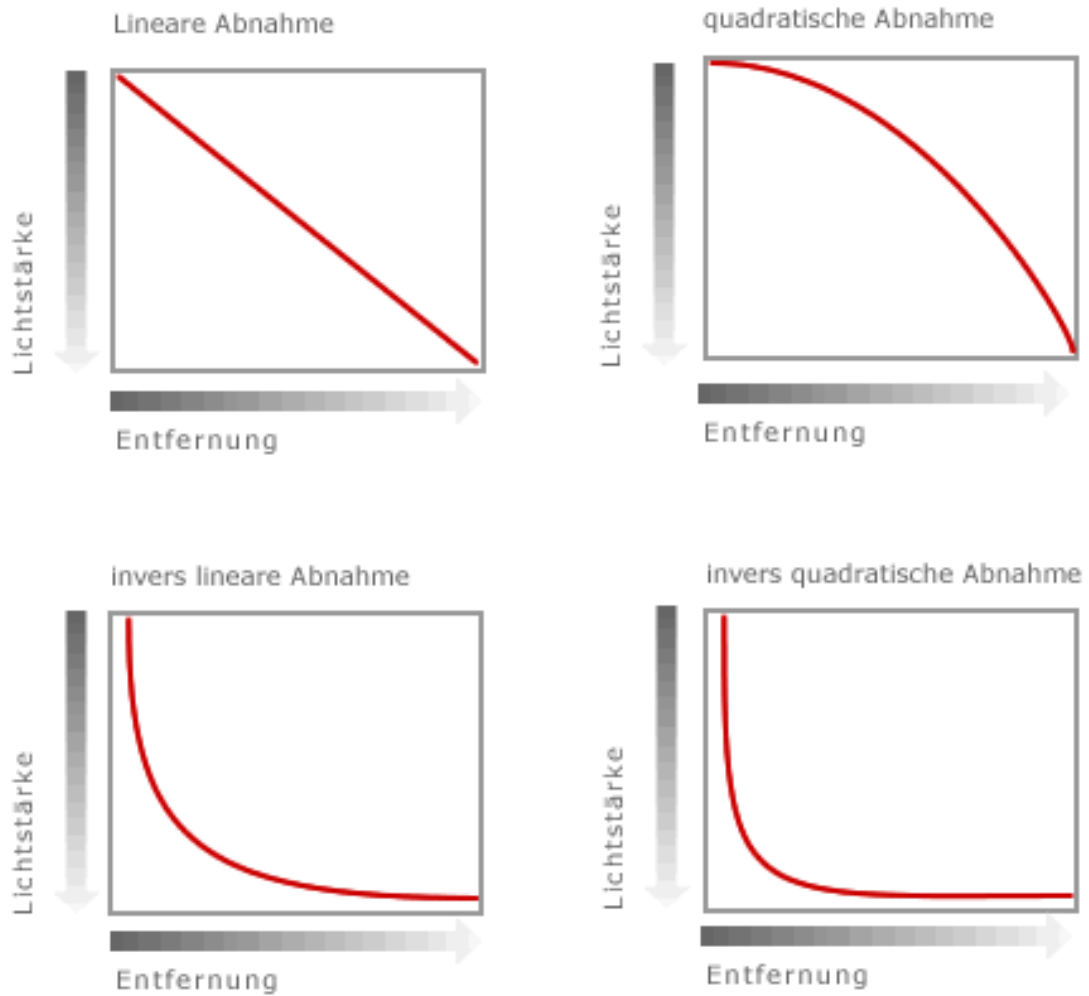 Lineare Abnahme
Lichtstärke
Entfernung
quadratische Abnahme
Lichtstärke
Entfernung
invers lineare Abnahme
Lichtstärke
Entfernung
invers quadratische Abnahme
Lichtstärke
Entfernung